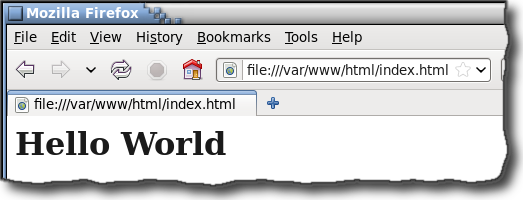 Mozilla Firefox
File Edit View History Bookmarks Tools Help
file:///var/www/html/index.html
file:///var/www/html/index.html
Hello World